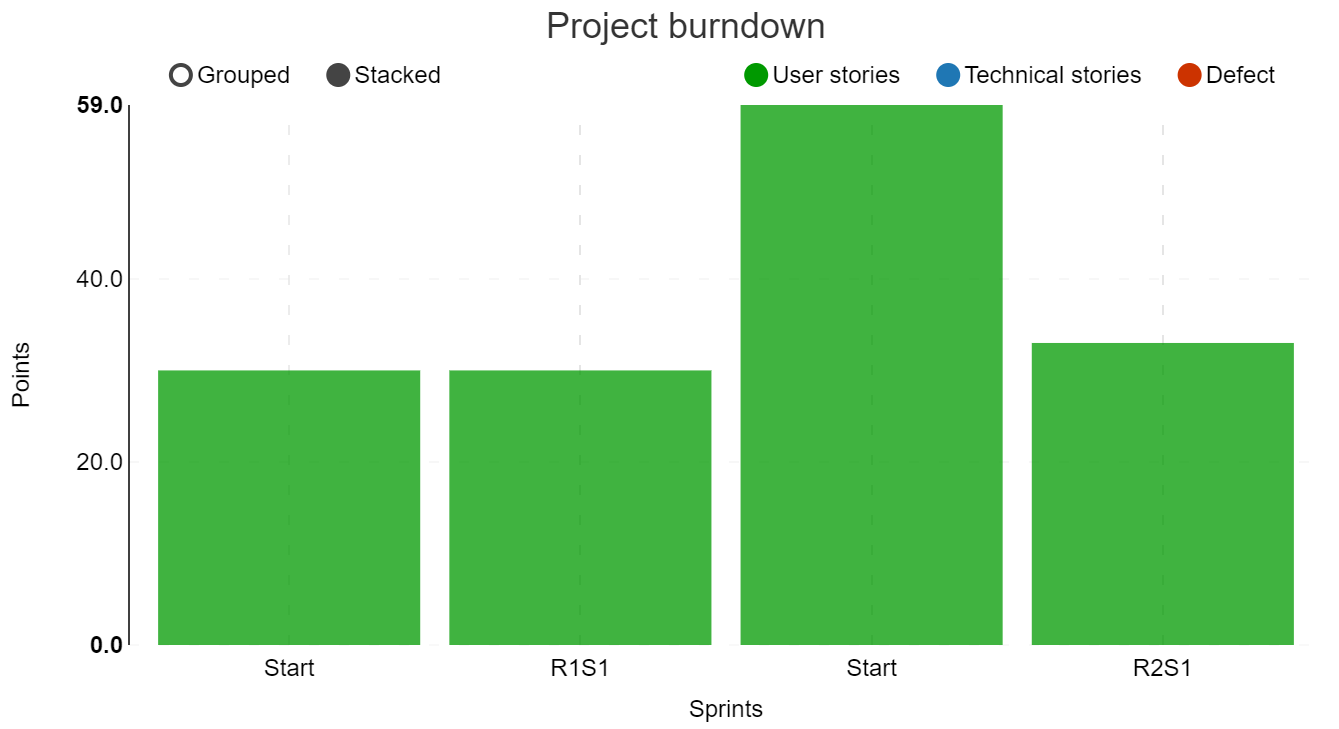 Project burndown
Grouped Stacked User stories Technical stories Defect
59.0
40.0
20.0
0.0
Points
Start R1S1 Start R2S1
Sprints